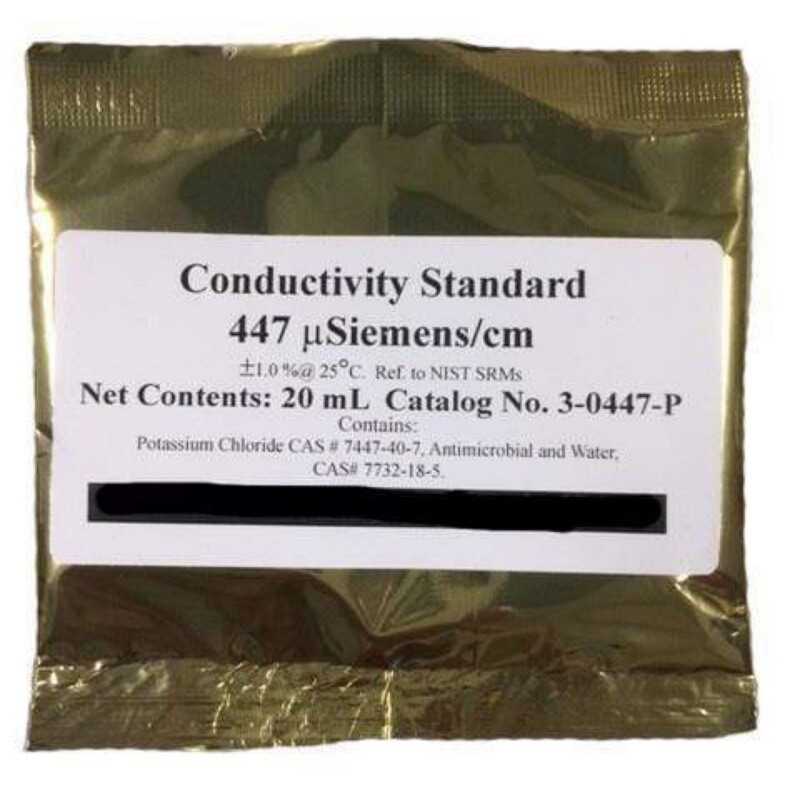 Conductivity Standard
447 µSiemens/cm
±1.0 %@ 25°C. Ref. to NIST SRMs
Net Contents: 20 mL Catalog No. 3-0447-P
Contains:
Potassium Chloride CAS # 7447-40-7, Antimicrobial and Water,
CAS# 7732-18-5.